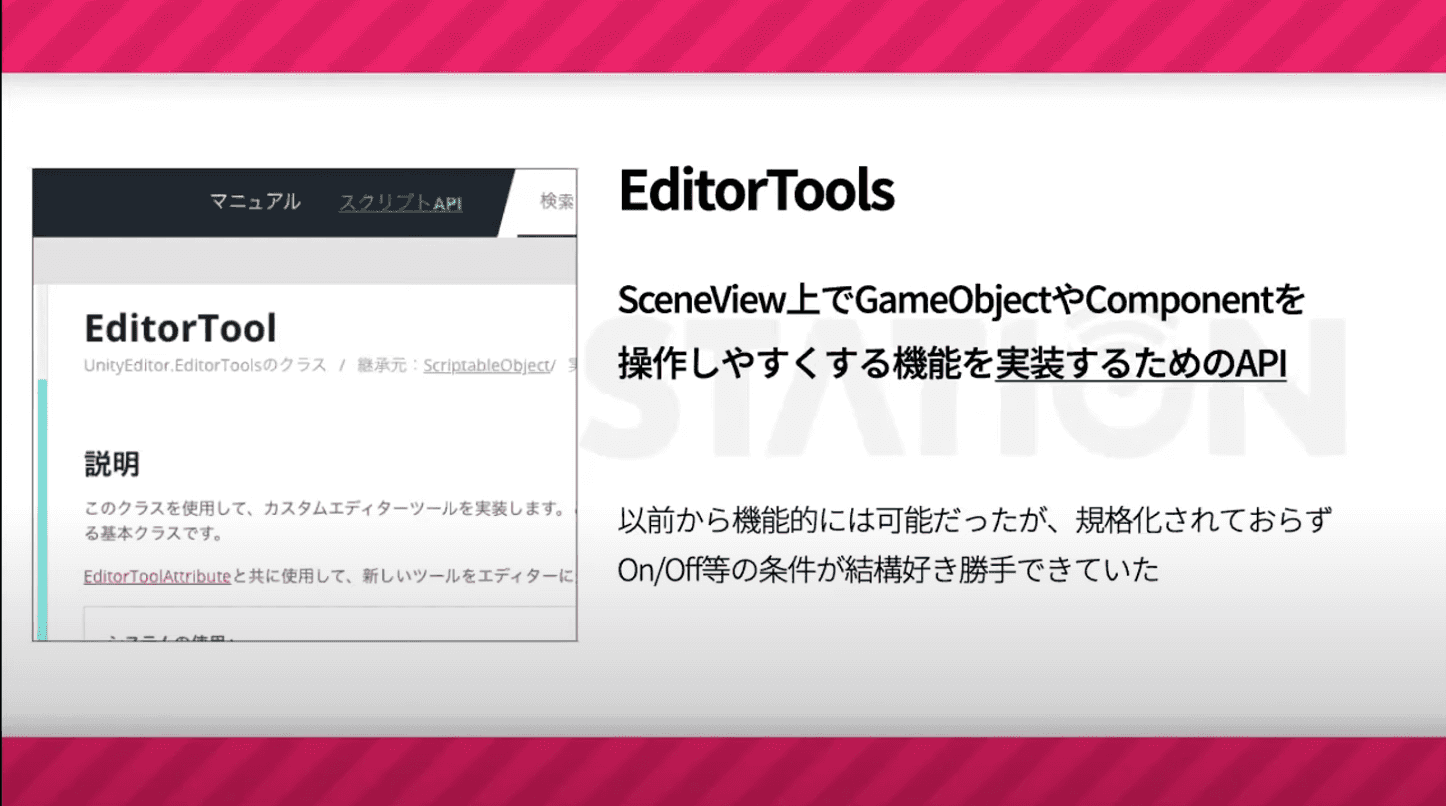 マニュアル スクリプトAPI 検索
EditorTool
UnityEditor.EditorToolsのクラス / 継承元：ScriptableObject/
説明
このクラスを使用して、カスタムエディターツールを実装します。
る基本クラスです。
EditorToolAttributeと共に使用して、新しいツールをエディターに
システムの使用:
EditorTools
SceneView上でGameObjectやComponentを
操作しやすくする機能を実装するためのAPI
STATION
以前から機能的には可能だったが、規格化されておらず
On/Off等の条件が結構好き勝手できていた